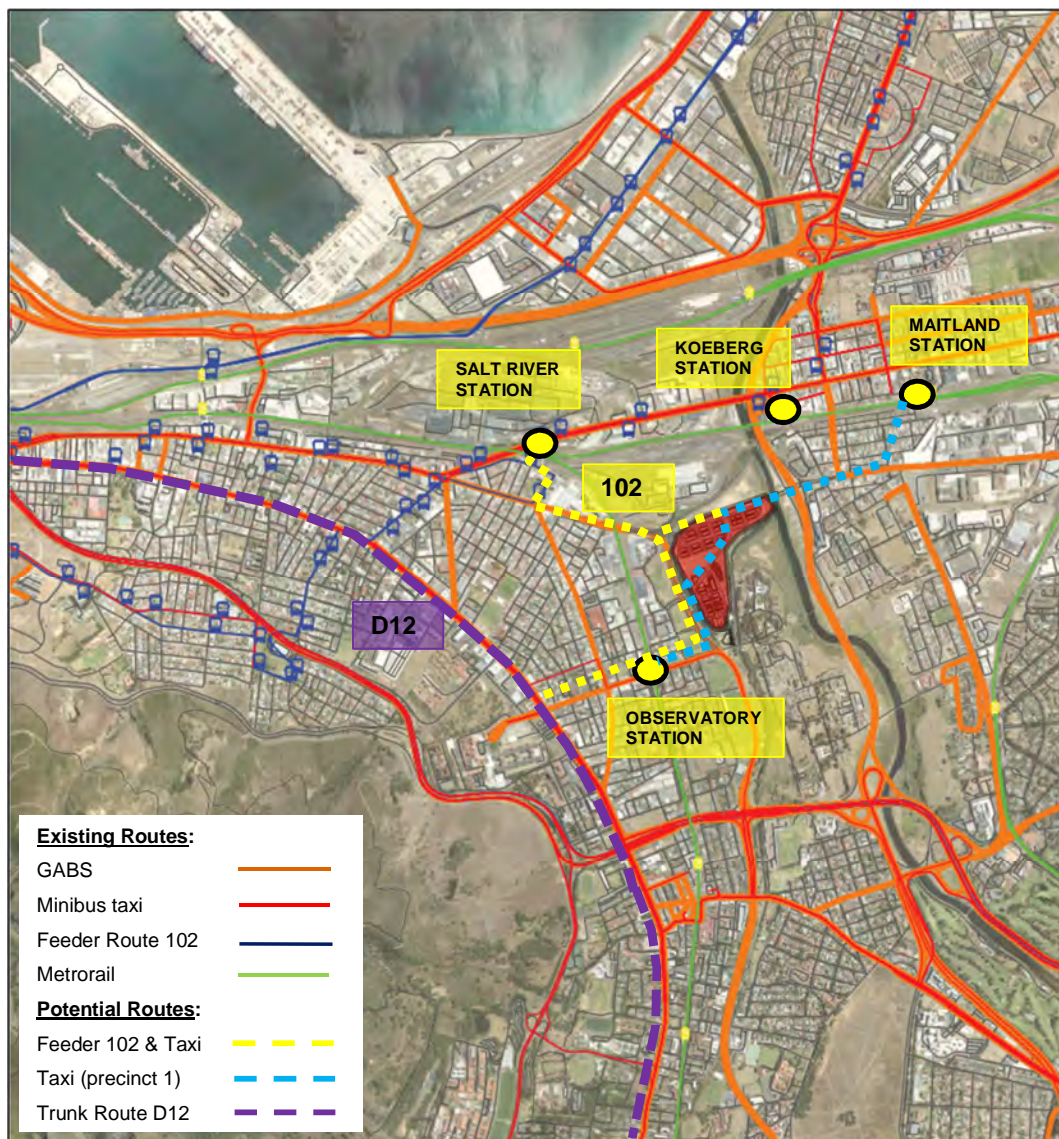 SALT RIVER
STATION
KOEBERG
STATION
MAITLAND
STATION
102
D12
OBSERVATORY
STATION
Existing Routes:
GABS
Minibus taxi
Feeder Route 102
Metrorail
Potential Routes:
Feeder 102 & Taxi
Taxi (precinct 1)
Trunk Route D12